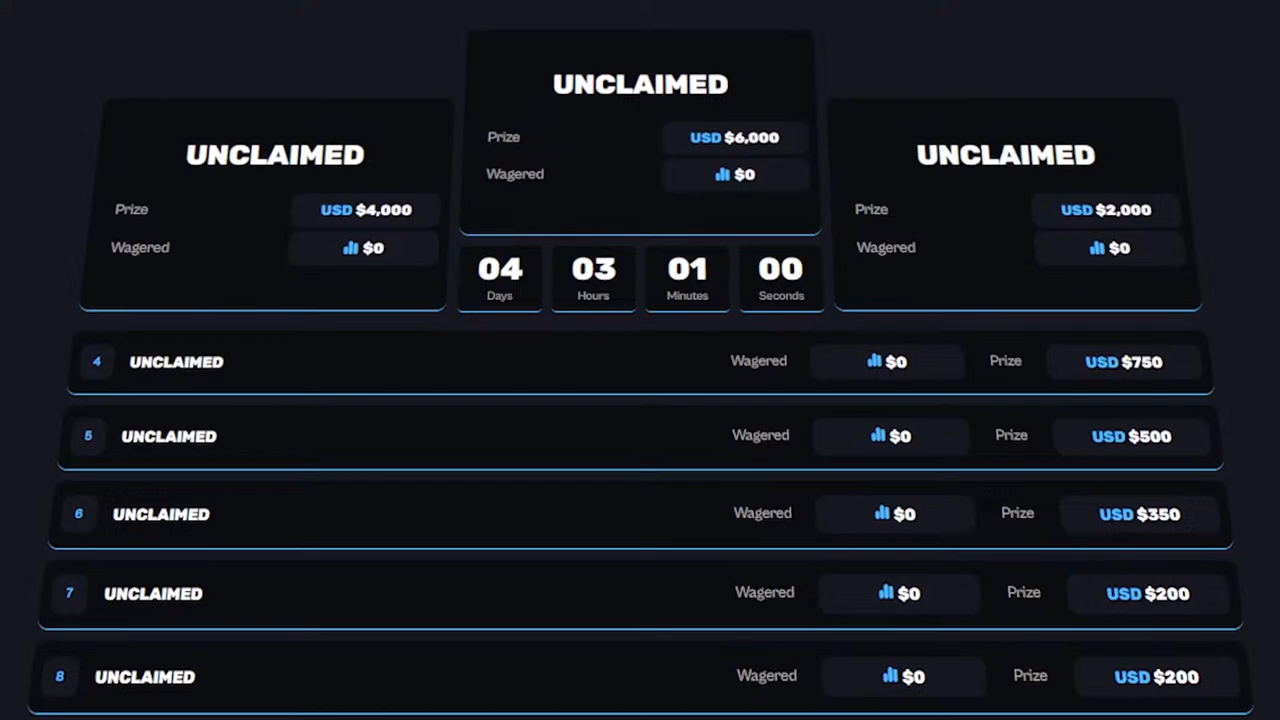 UNCLAIMED
Prize USD $6,000
Wagered $0
UNCLAIMED
Prize USD $4,000
Wagered $0
UNCLAIMED
Prize USD $2,000
Wagered $0
04 03 01 00
Days Hours Minutes Seconds
4 UNCLAIMED Wagered $0 Prize USD $750
5 UNCLAIMED Wagered $0 Prize USD $500
6 UNCLAIMED Wagered $0 Prize USD $350
7 UNCLAIMED Wagered $0 Prize USD $200
8 UNCLAIMED Wagered $0 Prize USD $200